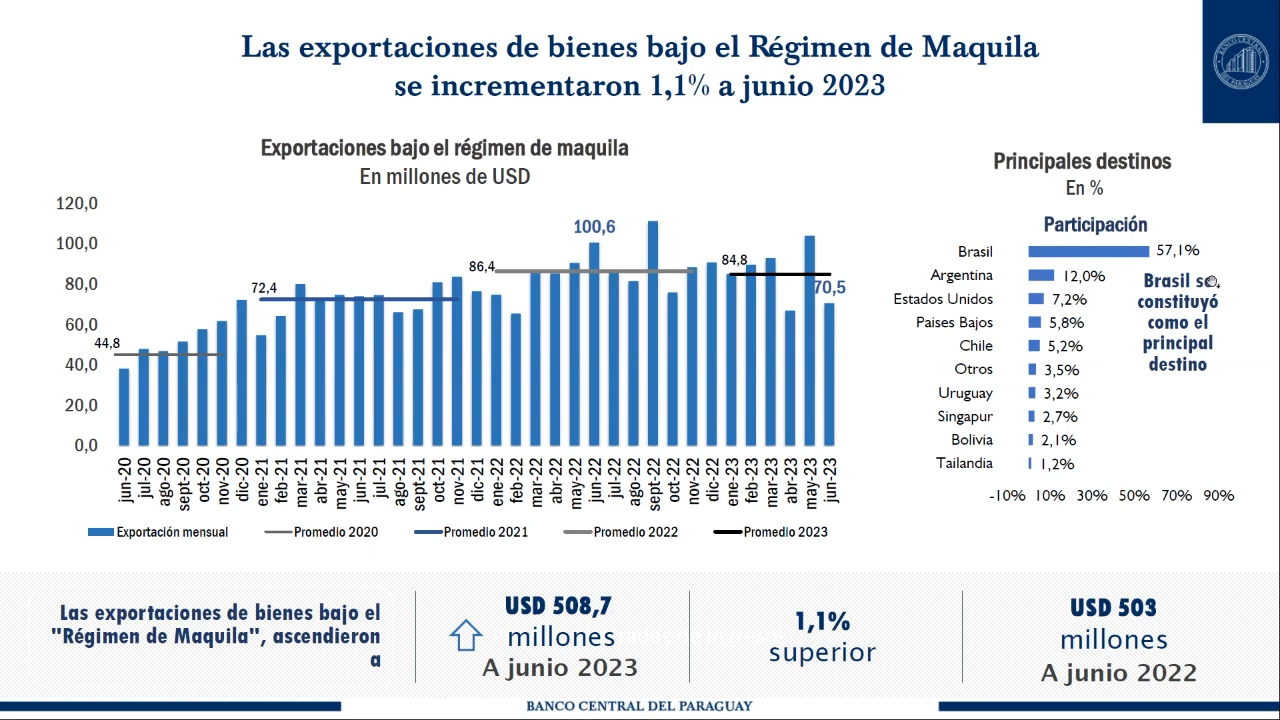 Las exportaciones de bienes bajo el Régimen de Maquila
se incrementaron 1,1% a junio 2023
BANCO CENTRAL
DEL PARAGUAY
Exportaciones bajo el régimen de maquila
En millones de USD
120,0
100,0
80,0
60,0
40,0
20,0
0,0
44,8
72,4
86,4
100,6
84,8
70,5
jun-20
jul-20
ago-20
sept-20
oct-20
nov-20
dic-20
ene-21
feb-21
mar-21
abr-21
may-21
jun-21
jul-21
ago-21
sept-21
oct-21
nov-21
dic-21
ene-22
feb-22
mar-22
abr-22
may-22
jun-22
jul-22
ago-22
sept-22
oct-22
nov-22
dic-22
ene-23
feb-23
mar-23
abr-23
may-23
jun-23
Exportación mensual
Promedio 2020
Promedio 2021
Promedio 2022
Promedio 2023
Principales destinos
En %
Participación
Brasil 57,1%
Argentina 12,0%
Estados Unidos 7,2%
Paises Bajos 5,8%
Chile 5,2%
Otros 3,5%
Uruguay 3,2%
Singapur 2,7%
Bolivia 2,1%
Tailandia 1,2%
-10% 10% 30% 50% 70% 90%
Brasil se
constituyó
como el
principal
destino
Las exportaciones de bienes bajo el
"Régimen de Maquila", ascendieron
a
USD 508,7
millones
A junio 2023
1,1%
superior
USD 503
millones
A junio 2022
BANCO CENTRAL DEL PARAGUAY